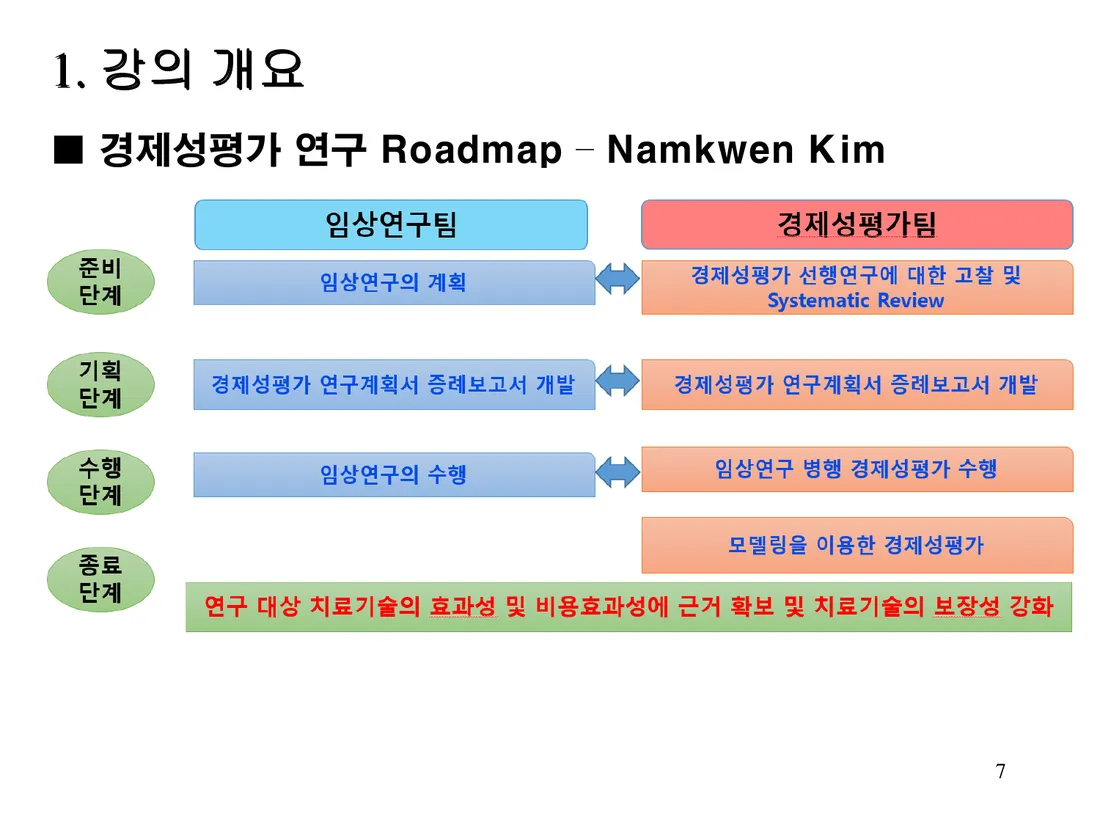 1. 강의 개요
■ 경제성평가 연구 Roadmap – Namkwen Kim
임상연구팀
경제성평가팀
준비
단계
임상연구의 계획
경제성평가 선행연구에 대한 고찰 및
Systematic Review
기획
단계
경제성평가 연구계획서 증례보고서 개발
경제성평가 연구계획서 증례보고서 개발
수행
단계
임상연구의 수행
임상연구 병행 경제성평가 수행
모델링을 이용한 경제성평가
종료
단계
연구 대상 치료기술의 효과성 및 비용효과성에 근거 확보 및 치료기술의 보장성 강화
7